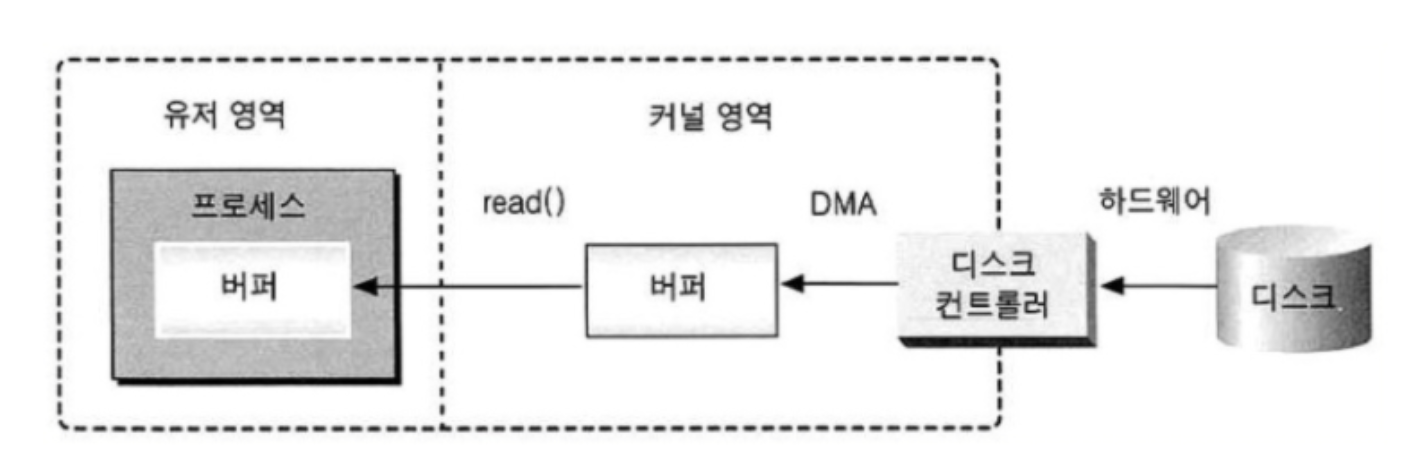 유저 영역
커널 영역
프로세스
버퍼
read()
버퍼
DMA
디스크
컨트롤러
하드웨어
디스크